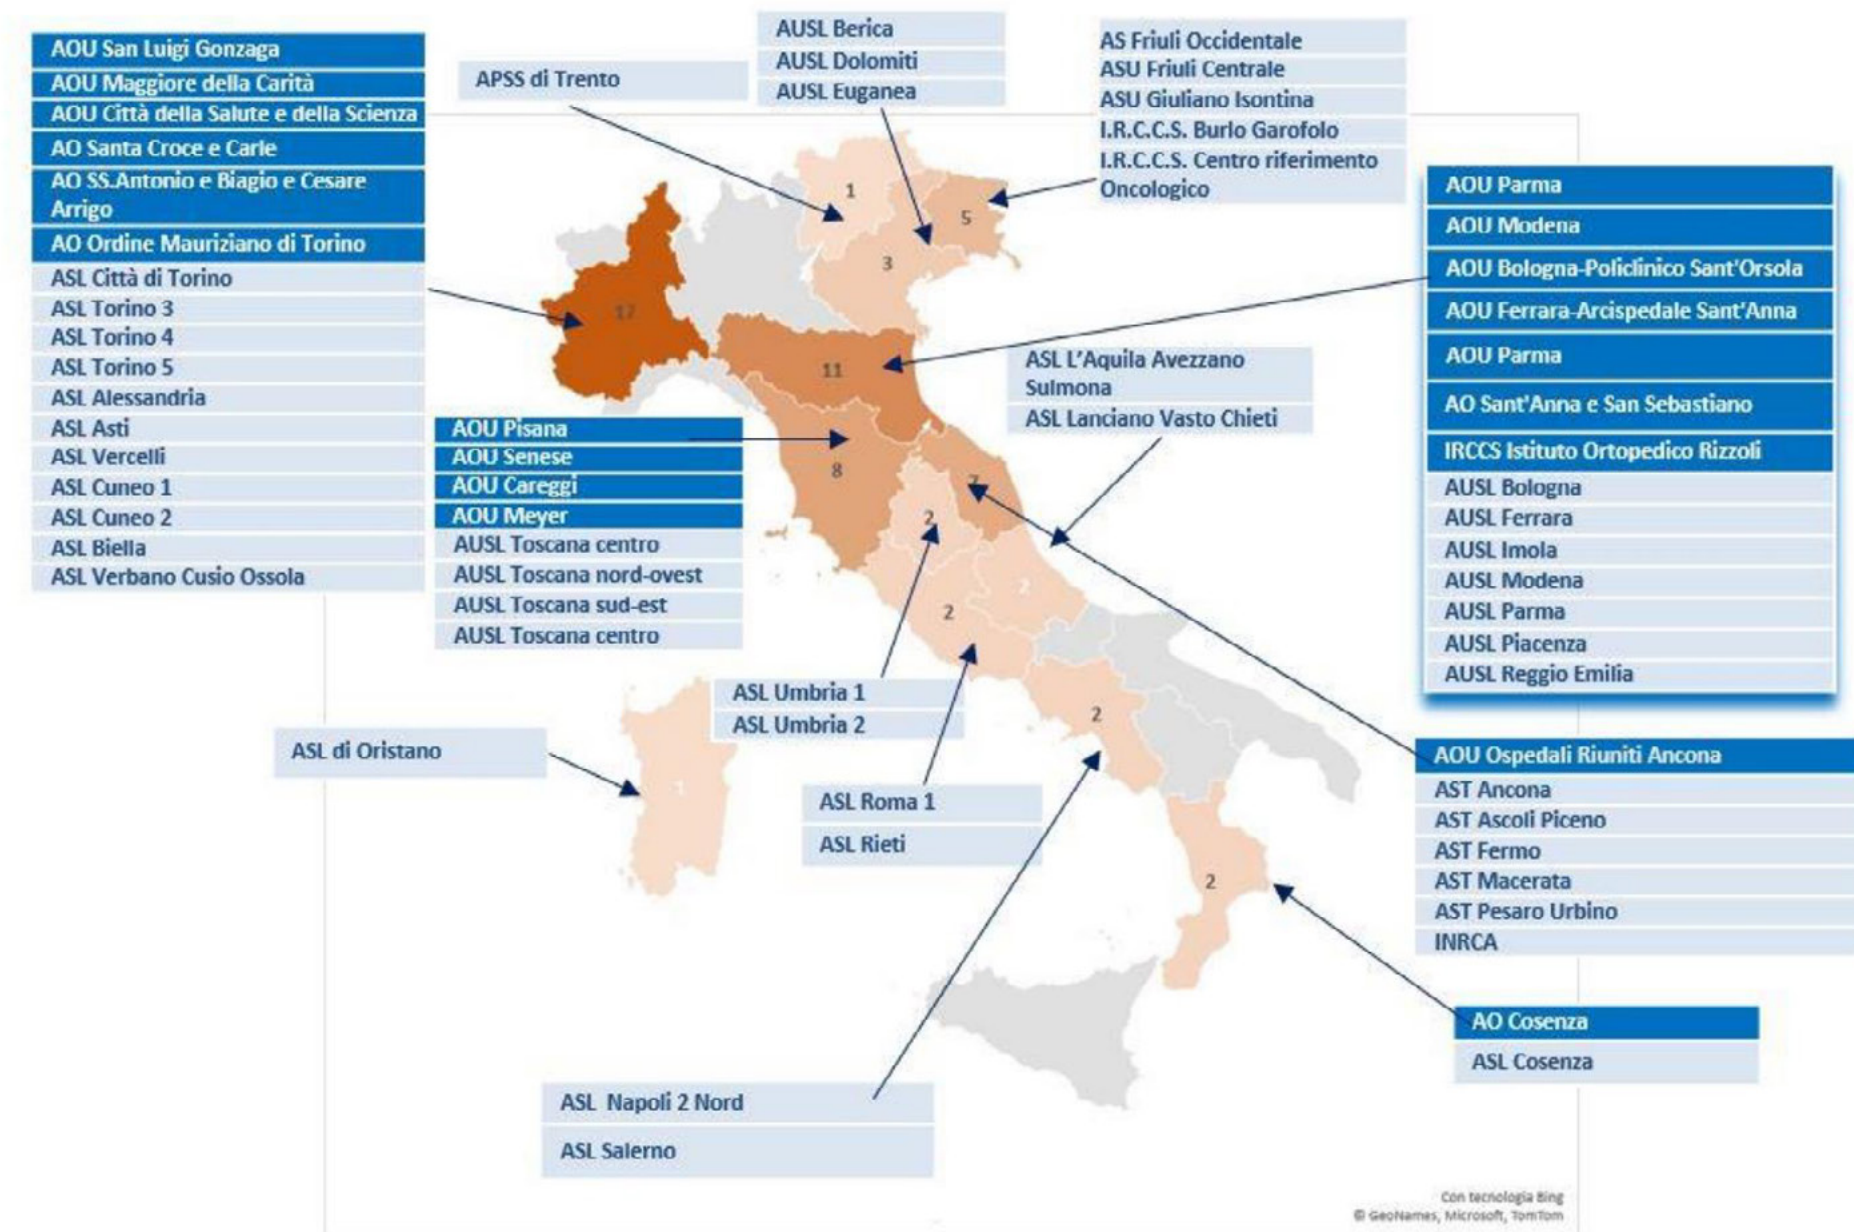 AOU San Luigi Gonzaga
AOU Maggiore della Carità
AOU Città della Salute e della Scienza
AO Santa Croce e Carle
AO SS.Antonio e Biagio e Cesare
Arrigo
AO Ordine Mauriziano di Torino
ASL Città di Torino
ASL Torino 3
ASL Torino 4
ASL Torino 5
ASL Alessandria
ASL Asti
ASL Vercelli
ASL Cuneo 1
ASL Cuneo 2
ASL Biella
ASL Verbano Cusio Ossola
APSS di Trento
AUSL Berica
AUSL Dolomiti
AUSL Euganea
AS Friuli Occidentale
ASU Friuli Centrale
ASU Giuliano Isontina
I.R.C.C.S. Burlo Garofolo
I.R.C.C.S. Centro riferimento
Oncologico
AOU Parma
AOU Modena
AOU Bologna-Policlinico Sant'Orsola
AOU Ferrara-Arcispedale Sant'Anna
AOU Parma
AO Sant'Anna e San Sebastiano
IRCCS Istituto Ortopedico Rizzoli
AUSL Bologna
AUSL Ferrara
AUSL Imola
AUSL Modena
AUSL Parma
AUSL Piacenza
AUSL Reggio Emilia
1
5
3
17
11
8
7
2
2
2
2
1
2
ASL L'Aquila Avezzano
Sulmona
ASL Lanciano Vasto Chieti
AOU Pisana
AOU Senese
AOU Careggi
AOU Meyer
AUSL Toscana centro
AUSL Toscana nord-ovest
AUSL Toscana sud-est
AUSL Toscana centro
ASL Umbria 1
ASL Umbria 2
ASL di Oristano
ASL Roma 1
ASL Rieti
AOU Ospedali Riuniti Ancona
AST Ancona
AST Ascoli Piceno
AST Fermo
AST Macerata
AST Pesaro Urbino
INRCA
AO Cosenza
ASL Cosenza
ASL Napoli 2 Nord
ASL Salerno
Con tecnologia Bing
© GeoNames, Microsoft, TomTom